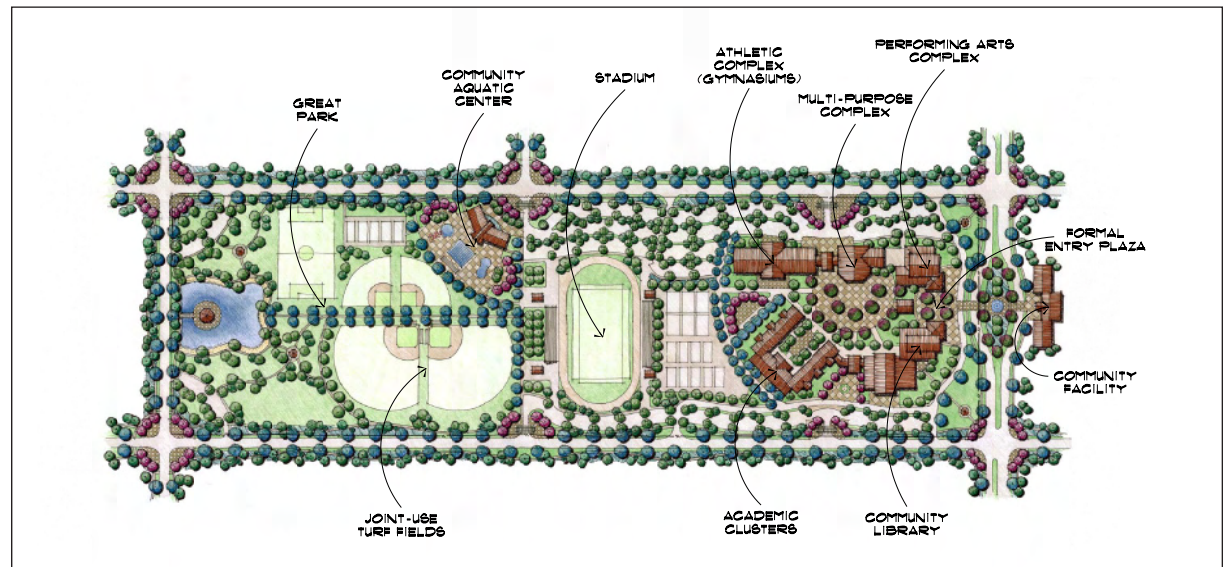 PERFORMING ARTS
COMPLEX
ATHLETIC
COMPLEX
(GYMNASIUMS)
COMMUNITY
AQUATIC
CENTER
STADIUM
MULTI-PURPOSE
COMPLEX
GREAT
PARK
FORMAL
ENTRY PLAZA
COMMUNITY
FACILITY
JOINT-USE
TURF FIELDS
ACADEMIC
CLUSTERS
COMMUNITY
LIBRARY